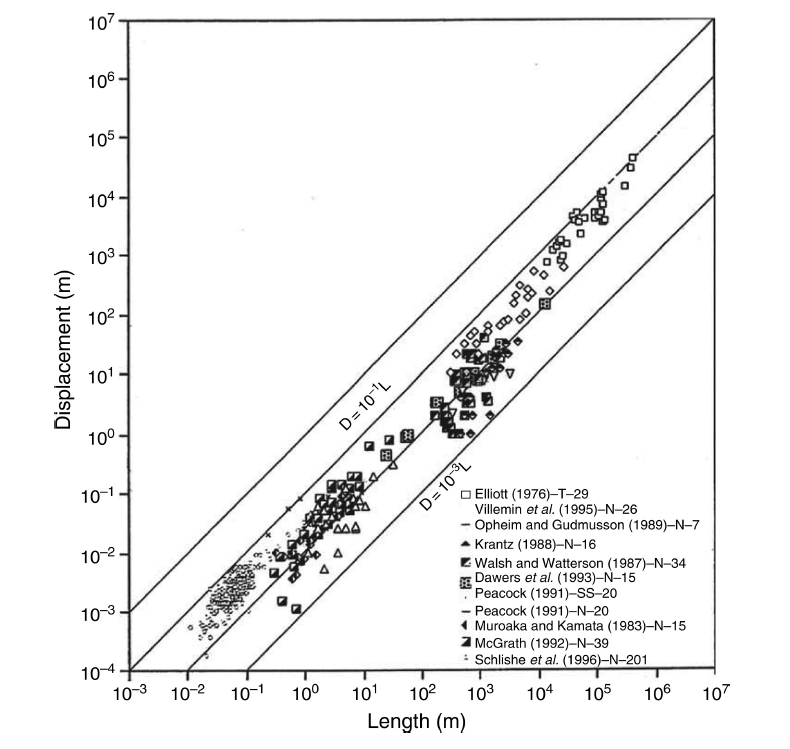 10⁷
10⁶
10⁵
10⁴
10³
10²
10¹
10⁰
10⁻¹
10⁻²
10⁻³
10⁻⁴
Displacement (m)
D = 10⁻¹L
D = 10⁻³L
Elliott (1976)–T–29
Villemin et al. (1995)–N–26
Opheim and Gudmusson (1989)–N–7
Krantz (1988)–N–16
Walsh and Watterson (1987)–N–34
Dawers et al. (1993)–N–15
Peacock (1991)–SS–20
Peacock (1991)–N–20
Muroaka and Kamata (1983)–N–15
McGrath (1992)–N–39
Schlishe et al. (1996)–N–201
10⁻³ 10⁻² 10⁻¹ 10⁰ 10¹ 10² 10³ 10⁴ 10⁵ 10⁶ 10⁷
Length (m)